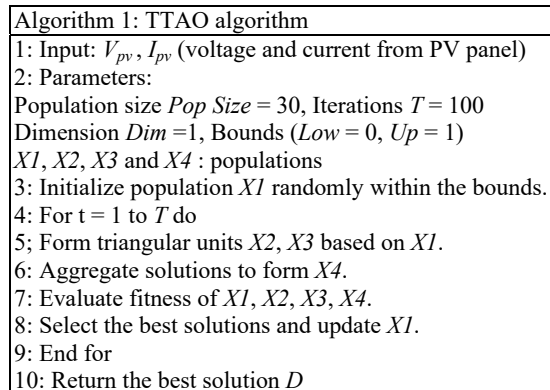 Algorithm 1: TTAO algorithm
1: Input: Vpv , Ipv (voltage and current from PV panel)
2: Parameters:
Population size Pop Size = 30, Iterations T = 100
Dimension Dim =1, Bounds (Low = 0, Up = 1)
X1, X2, X3 and X4 : populations
3: Initialize population X1 randomly within the bounds.
4: For t = 1 to T do
5; Form triangular units X2, X3 based on X1.
6: Aggregate solutions to form X4.
7: Evaluate fitness of X1, X2, X3, X4.
8: Select the best solutions and update X1.
9: End for
10: Return the best solution D